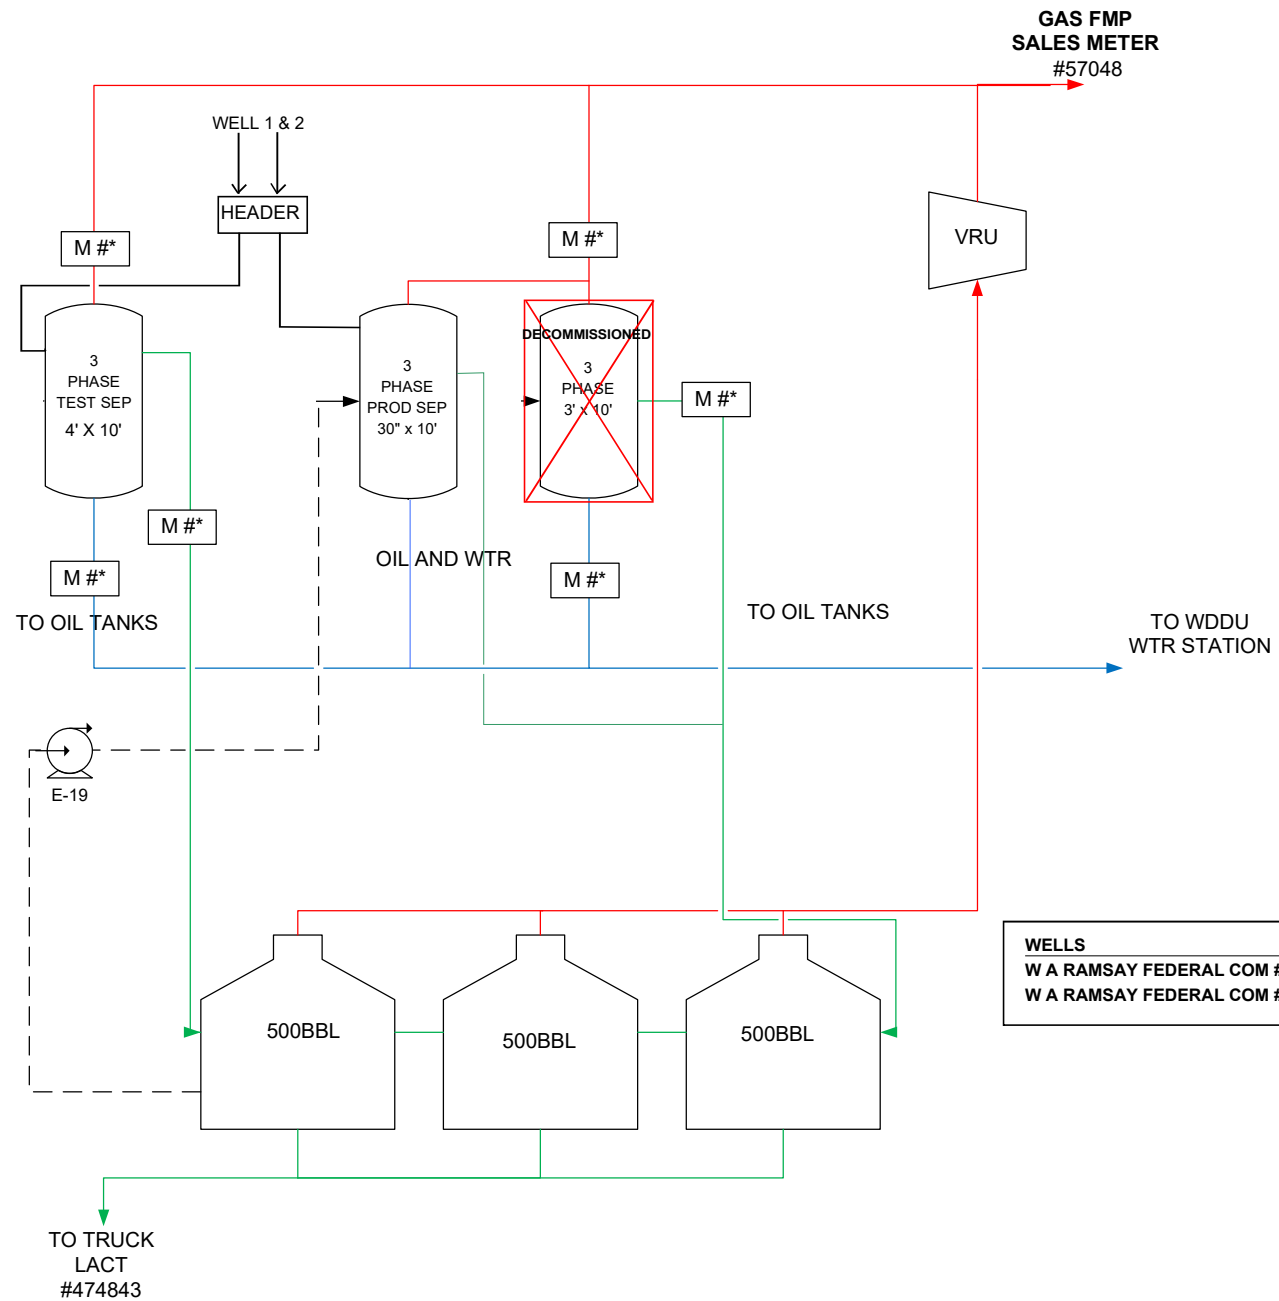 GAS FMP
SALES METER
#57048
WELL 1 & 2
HEADER
M #*
M #*
VRU
DECOMMISSIONED
3
PHASE
TEST SEP
4' X 10'
3
PHASE
PROD SEP
30" x 10'
3
PHASE
3' x 10'
M #*
M #*
M #*
M #*
OIL AND WTR
TO OIL TANKS
TO OIL TANKS
TO WDDU
WTR STATION
E-19
500BBL
500BBL
500BBL
WELLS
W A RAMSAY FEDERAL COM #
W A RAMSAY FEDERAL COM #
TO TRUCK
LACT
#474843